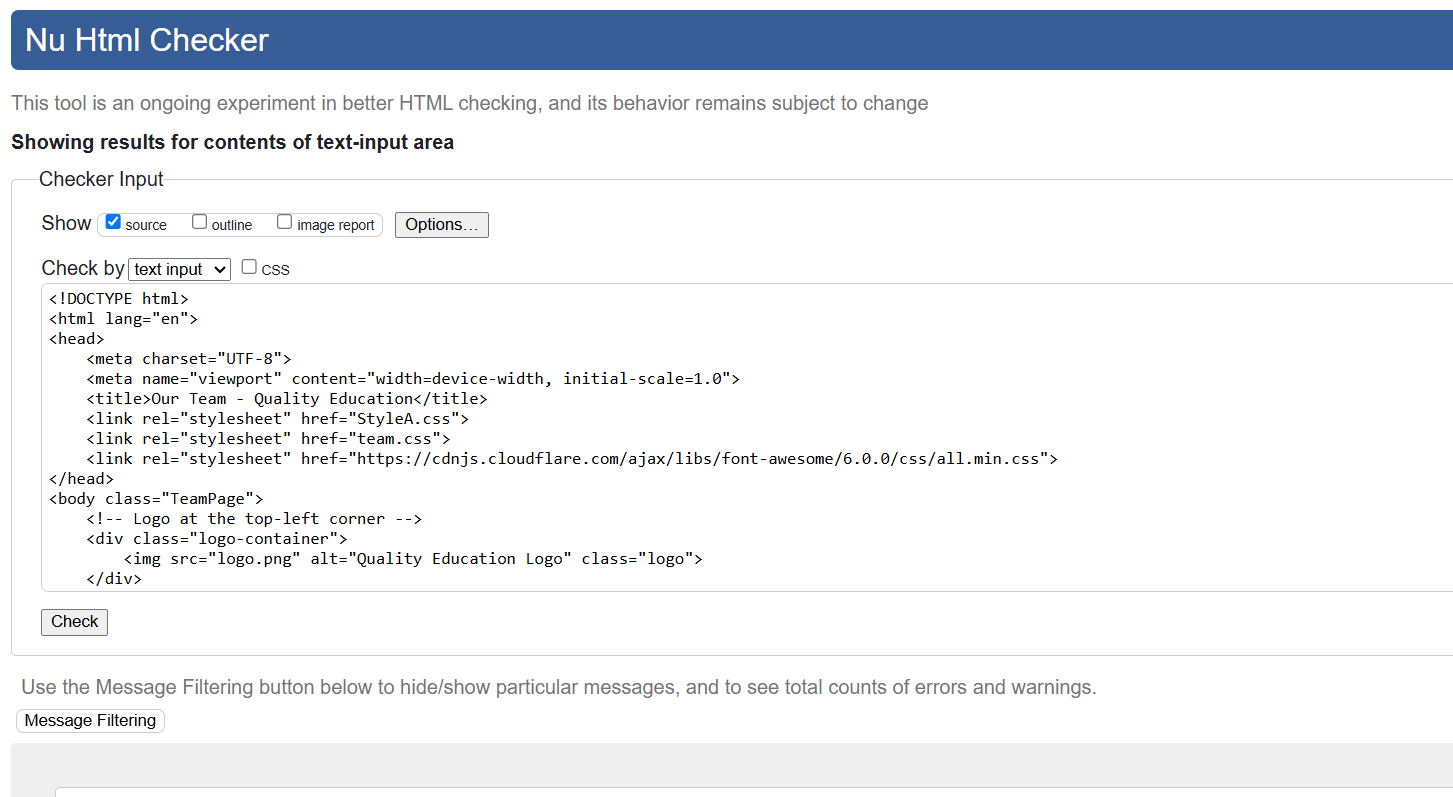 Nu Html Checker
This tool is an ongoing experiment in better HTML checking, and its behavior remains subject to change
Showing results for contents of text-input area
Checker Input
Show source outline image report Options...
Check by text input CSS
<!DOCTYPE html>
<html lang="en">
<head>
    <meta charset="UTF-8">
    <meta name="viewport" content="width=device-width, initial-scale=1.0">
    <title>Our Team - Quality Education</title>
    <link rel="stylesheet" href="StyleA.css">
    <link rel="stylesheet" href="team.css">
    <link rel="stylesheet" href="https://cdnjs.cloudflare.com/ajax/libs/font-awesome/6.0.0/css/all.min.css">
</head>
<body class="TeamPage">
    <!-- Logo at the top-left corner -->
    <div class="logo-container">
        <img src="logo.png" alt="Quality Education Logo" class="logo">
    </div>
Check
Use the Message Filtering button below to hide/show particular messages, and to see total counts of errors and warnings.
Message Filtering